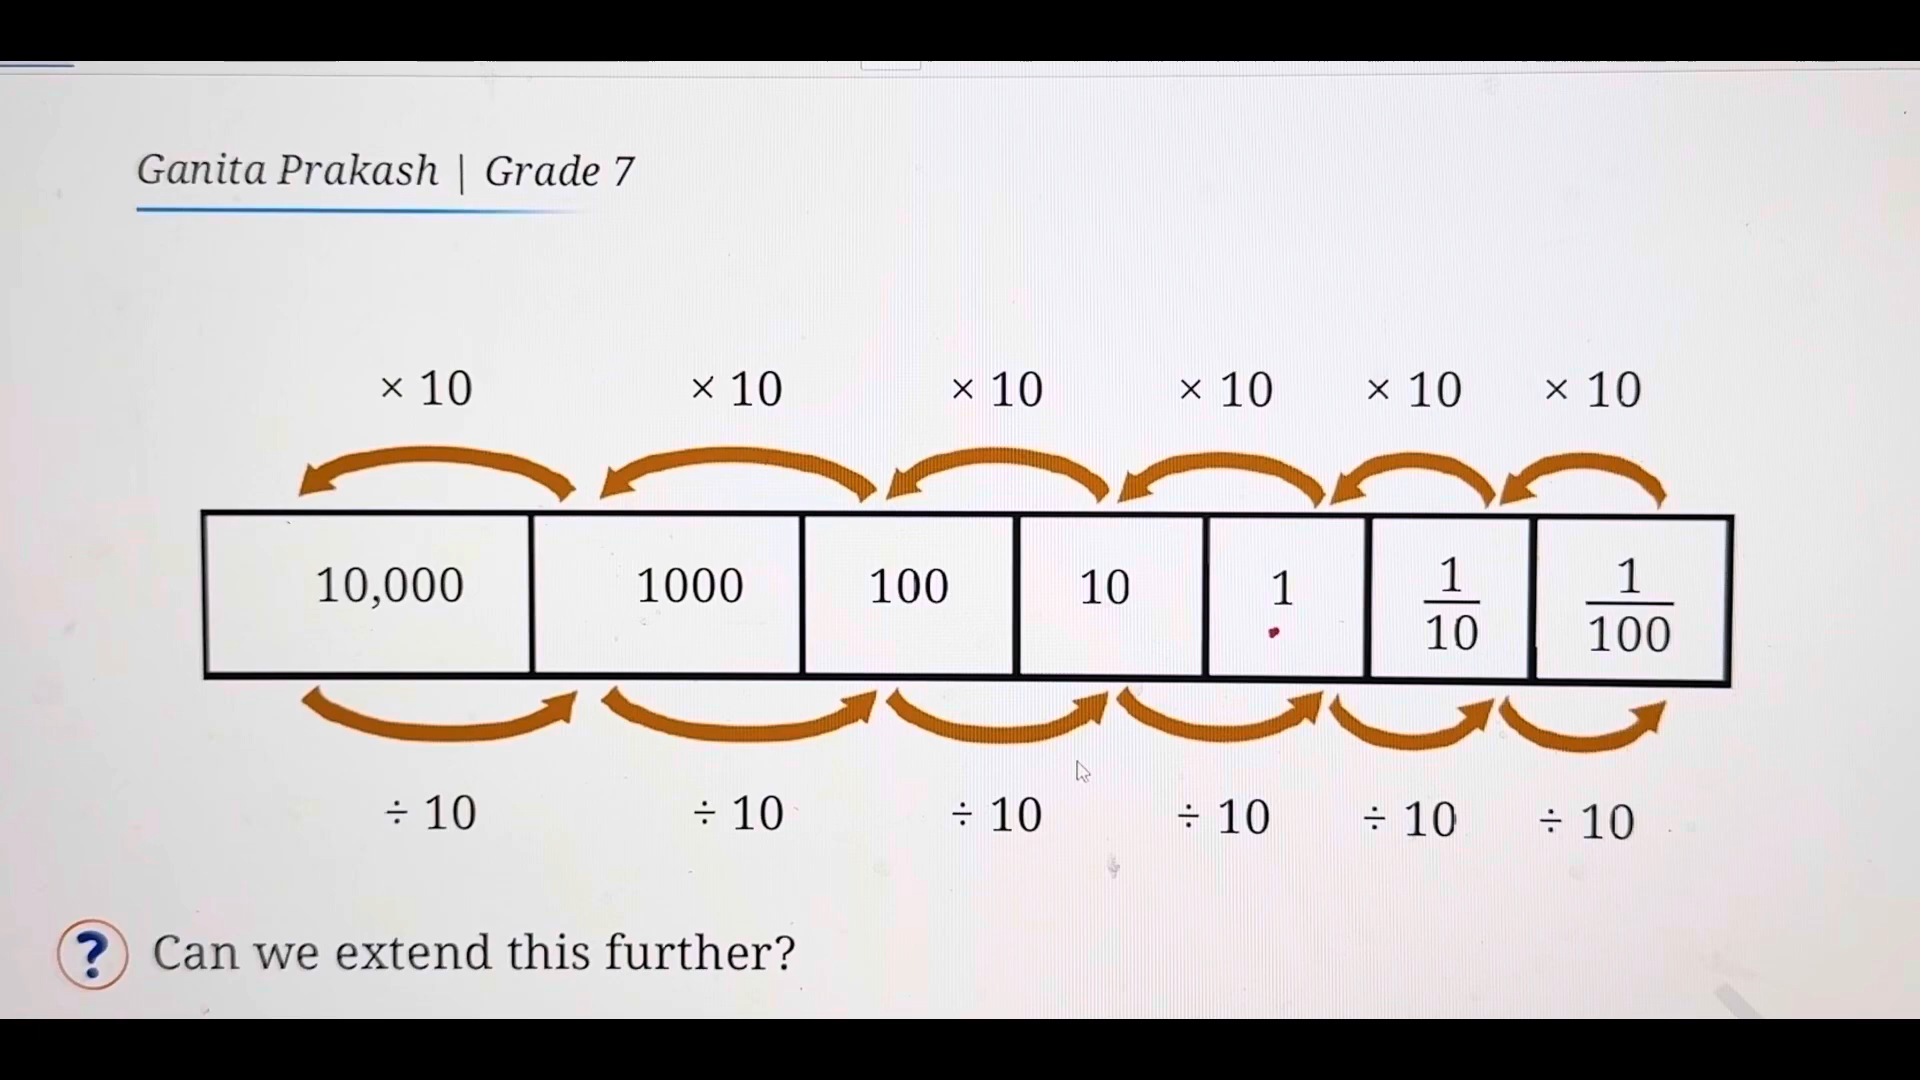 Ganita Prakash | Grade 7
× 10 × 10 × 10 × 10 × 10 × 10
10,000 1000 100 10 1 1/10 1/100
÷ 10 ÷ 10 ÷ 10 ÷ 10 ÷ 10 ÷ 10
? Can we extend this further?